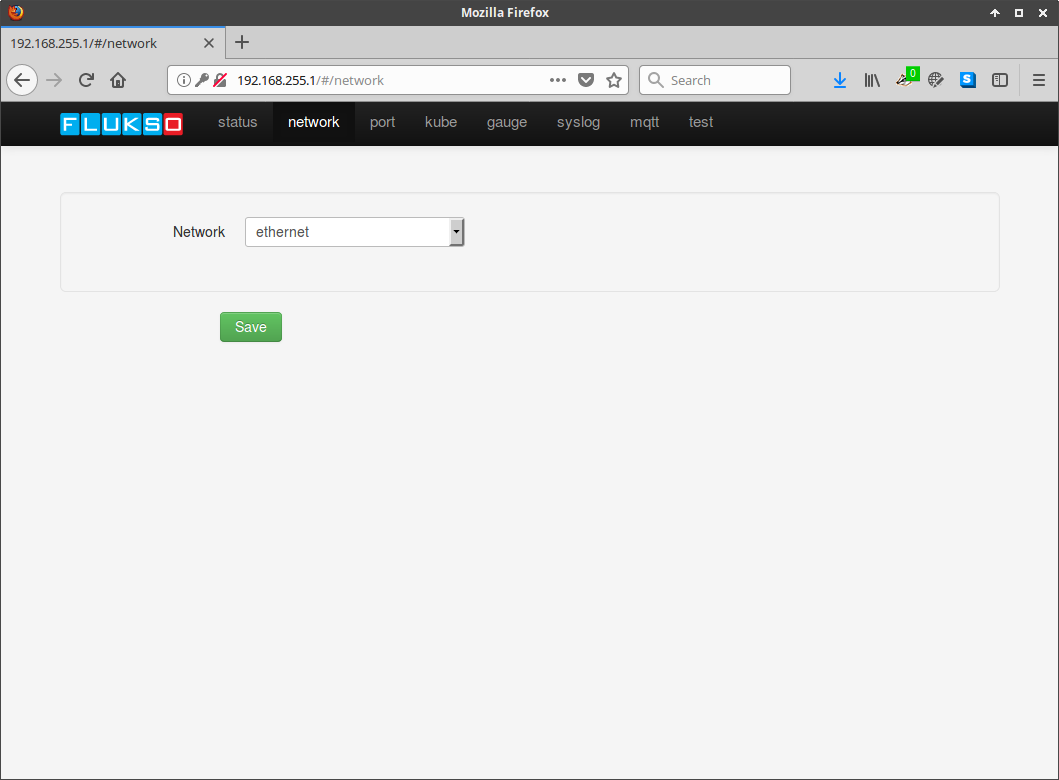 Mozilla Firefox
192.168.255.1/#/network
192.168.255.1/#/network
Search
0
S
FLUKSO
status
network
port
kube
gauge
syslog
mqtt
test
Network
ethernet
Save